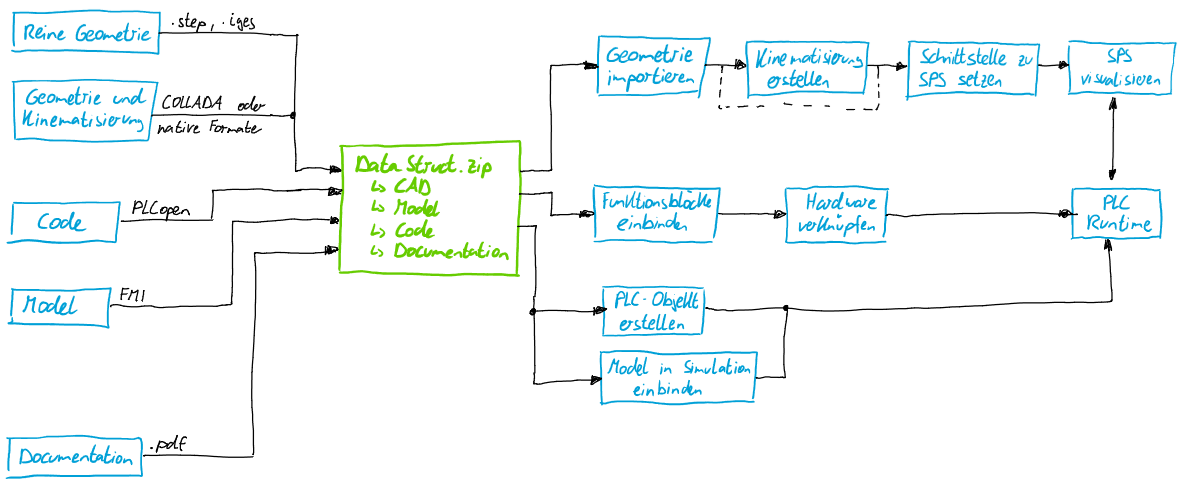 Reine Geometrie
.step, .iges
Geometrie und
Kinematisierung
COLLADA oder
native Formate
Code
PLCopen
Model
FMI
Documentation
.pdf
Data Struct.zip
↳ CAD
↳ Model
↳ Code
↳ Documentation
Geometrie
importieren
Kinematisierung
erstellen
Schnittstelle zu
SPS setzen
SPS
visualisieren
Funktionsblöcke
einbinden
Hardware
verknüpfen
PLC
Runtime
PLC-Objekt
erstellen
Model in Simulation
einbinden